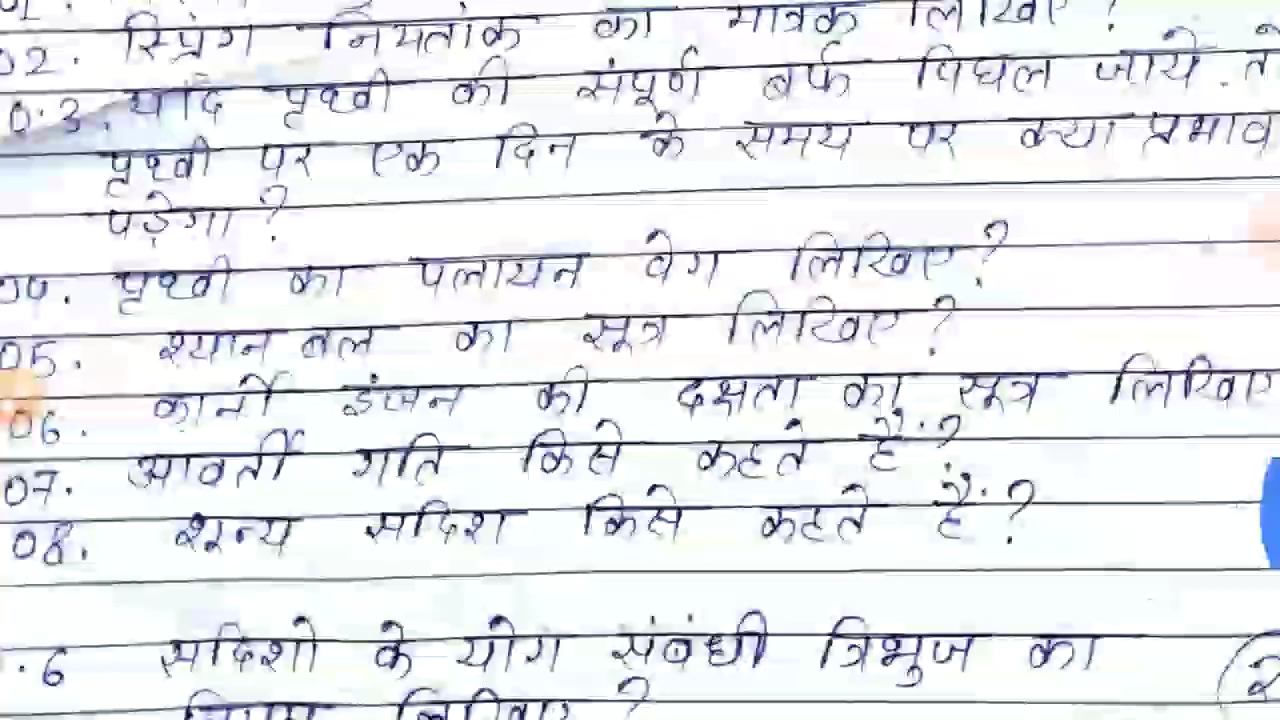 02. स्प्रिंग नियतांक का मात्रक लिखिए ?
0.3. यदि पृथ्वी की संपूर्ण बर्फ पिघल जाये तो
पृथ्वी पर एक दिन के समय पर क्या प्रभाव
पड़ेगा ?
04. पृथ्वी का पलायन वेग लिखिए ?
05. श्यान बल का सूत्र लिखिए ?
06. कार्नो इंजन की दक्षता का सूत्र लिखिए
07. आवर्ती गति किसे कहते हैं ?
08. शून्य सदिश किसे कहते हैं ?
.6 सदिशो के योग संबंधी त्रिभुज का
नियम लिखिए ?